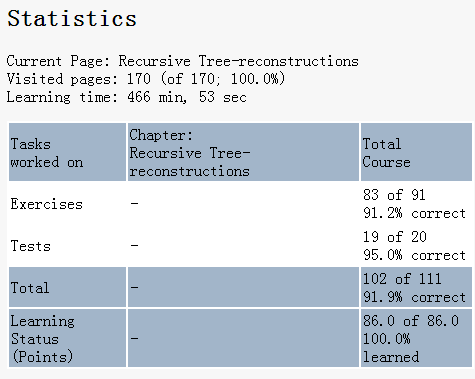 Statistics
Current Page: Recursive Tree-reconstructions
Visited pages: 170 (of 170; 100.0%)
Learning time: 466 min, 53 sec
Tasks worked on Chapter: Recursive Tree-reconstructions Total Course
Exercises – 83 of 91 91.2% correct
Tests – 19 of 20 95.0% correct
Total – 102 of 111 91.9% correct
Learning Status (Points) – 86.0 of 86.0 100.0% learned